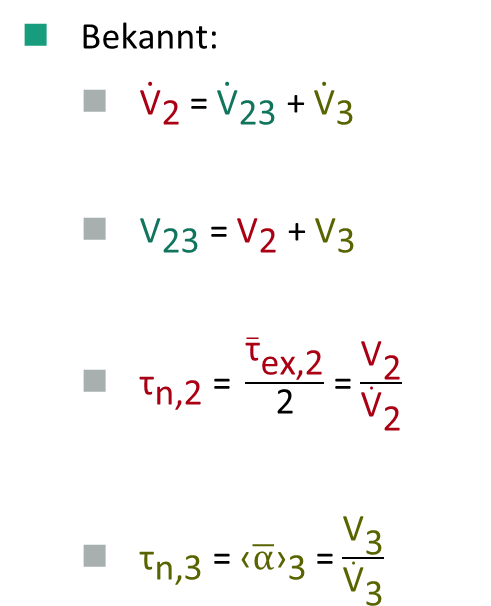 Bekannt:
V̇₂ = V̇₂₃ + V̇₃
V₂₃ = V₂ + V₃
τₙ,₂ = τ̄ₑₓ,₂ / 2 = V₂ / V̇₂
τₙ,₃ = ‹ᾱ›₃ = V₃ / V̇₃